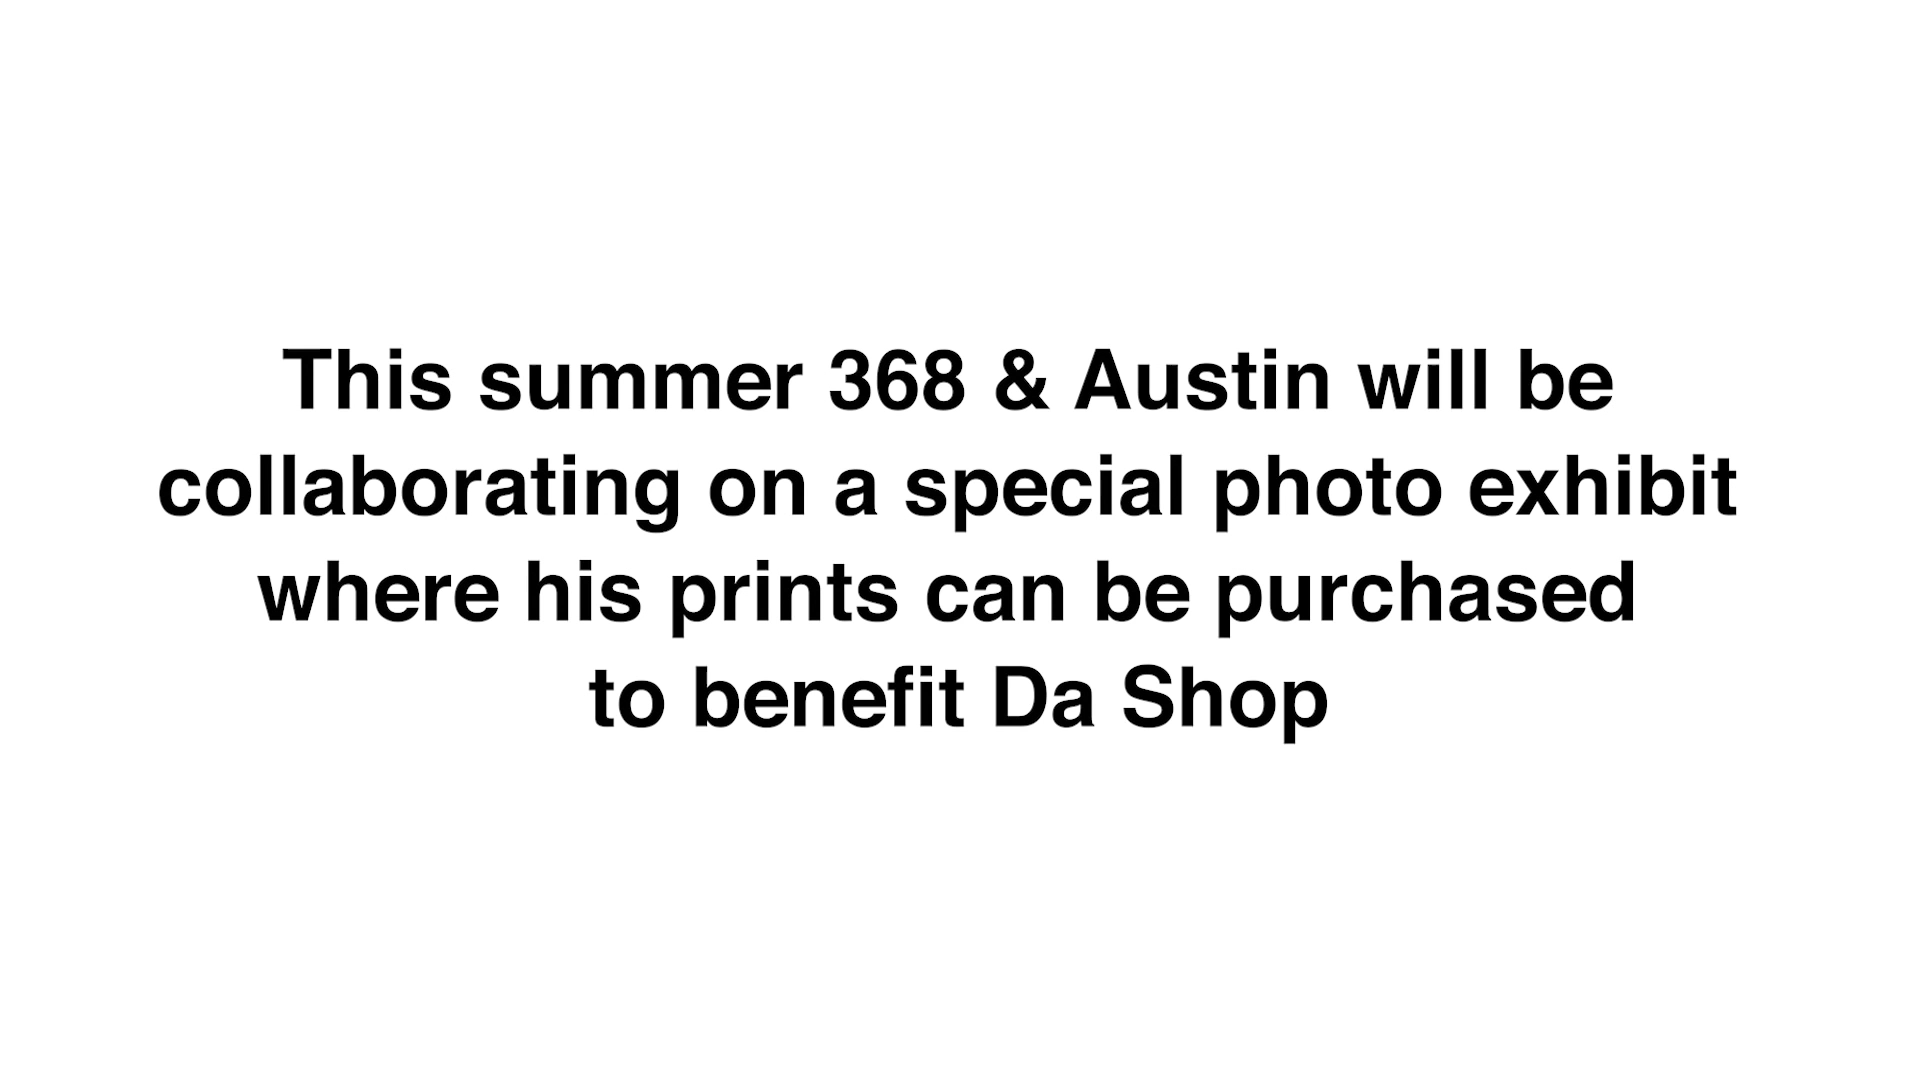 This summer 368 & Austin will be
collaborating on a special photo exhibit
where his prints can be purchased
to benefit Da Shop